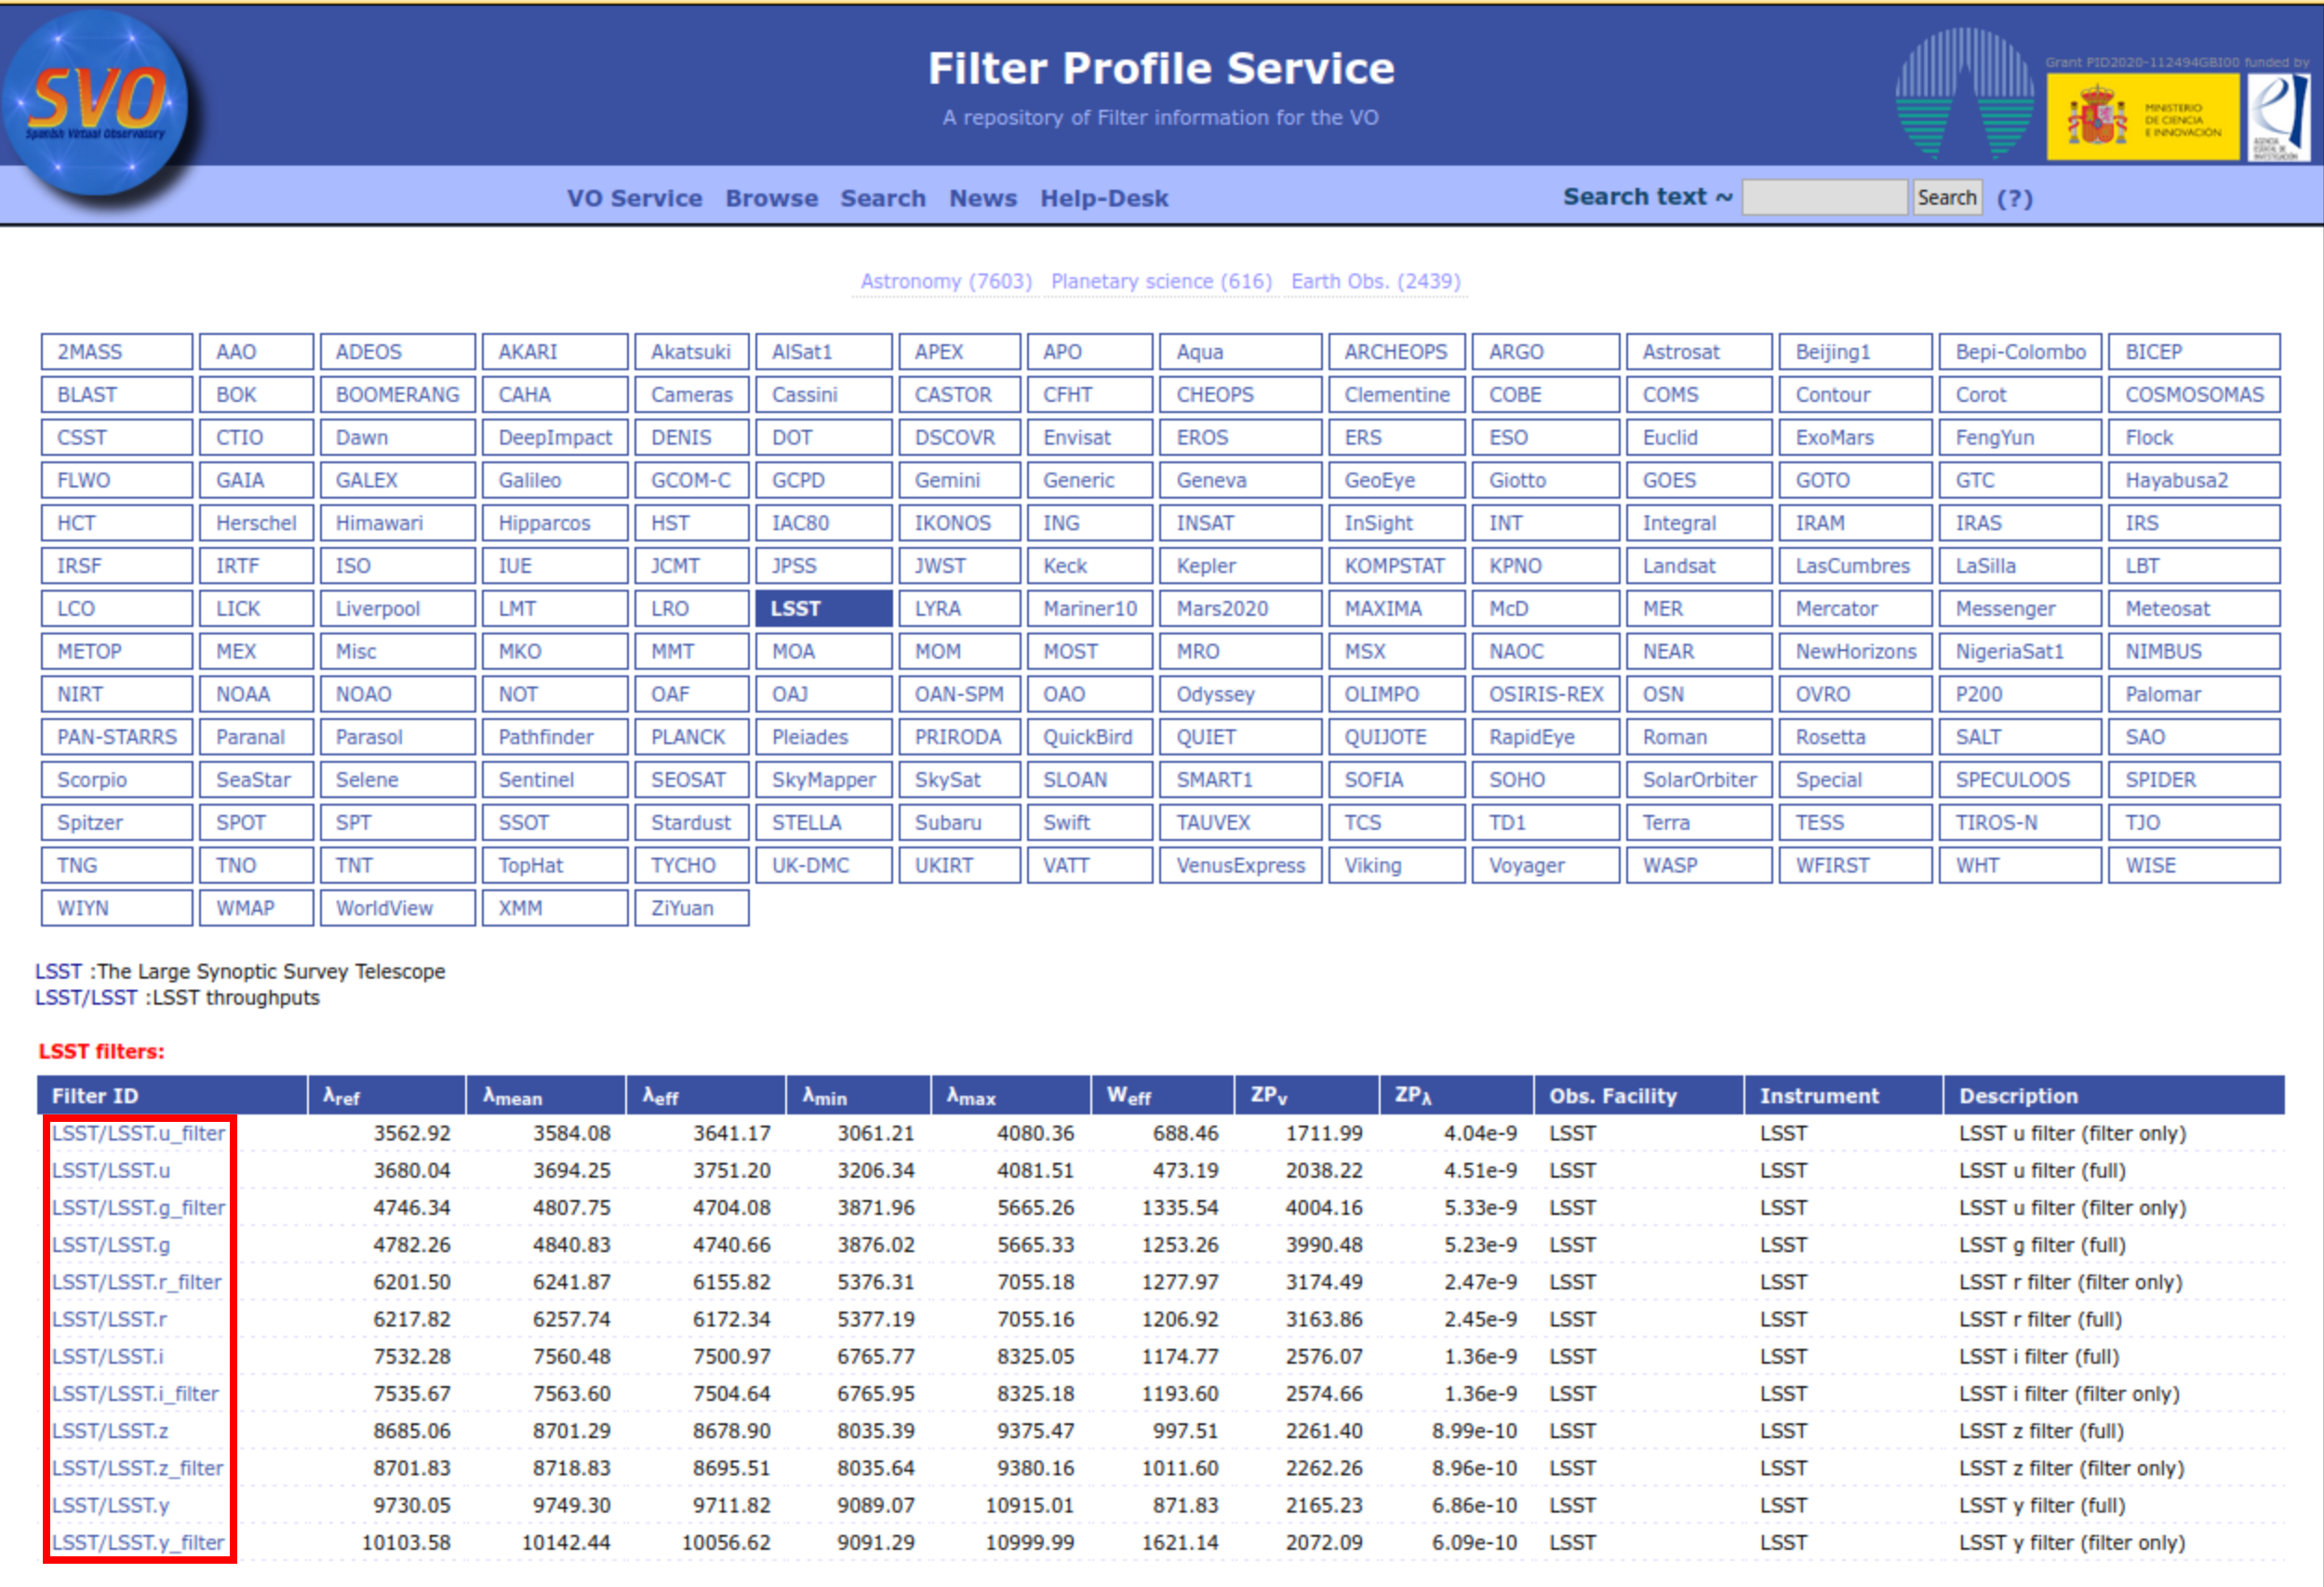 SVO
Spanish Virtual Observatory
Filter Profile Service
A repository of Filter information for the VO
Grant PID2020-112494GBI00 funded by
MINISTERIO
DE CIENCIA
E INNOVACIÓN
AGENCIA
ESTATAL DE
INVESTIGACIÓN
VO Service Browse Search News Help-Desk Search text ~ Search (?)
Astronomy (7603) Planetary science (616) Earth Obs. (2439)
2MASS AAO ADEOS AKARI Akatsuki AlSat1 APEX APO Aqua ARCHEOPS ARGO Astrosat Beijing1 Bepi-Colombo BICEP
BLAST BOK BOOMERANG CAHA Cameras Cassini CASTOR CFHT CHEOPS Clementine COBE COMS Contour Corot COSMOSOMAS
CSST CTIO Dawn DeepImpact DENIS DOT DSCOVR Envisat EROS ERS ESO Euclid ExoMars FengYun Flock
FLWO GAIA GALEX Galileo GCOM-C GCPD Gemini Generic Geneva GeoEye Giotto GOES GOTO GTC Hayabusa2
HCT Herschel Himawari Hipparcos HST IAC80 IKONOS ING INSAT InSight INT Integral IRAM IRAS IRS
IRSF IRTF ISO IUE JCMT JPSS JWST Keck Kepler KOMPSTAT KPNO Landsat LasCumbres LaSilla LBT
LCO LICK Liverpool LMT LRO LSST LYRA Mariner10 Mars2020 MAXIMA McD MER Mercator Messenger Meteosat
METOP MEX Misc MKO MMT MOA MOM MOST MRO MSX NAOC NEAR NewHorizons NigeriaSat1 NIMBUS
NIRT NOAA NOAO NOT OAF OAJ OAN-SPM OAO Odyssey OLIMPO OSIRIS-REX OSN OVRO P200 Palomar
PAN-STARRS Paranal Parasol Pathfinder PLANCK Pleiades PRIRODA QuickBird QUIET QUIJOTE RapidEye Roman Rosetta SALT SAO
Scorpio SeaStar Selene Sentinel SEOSAT SkyMapper SkySat SLOAN SMART1 SOFIA SOHO SolarOrbiter Special SPECULOOS SPIDER
Spitzer SPOT SPT SSOT Stardust STELLA Subaru Swift TAUVEX TCS TD1 Terra TESS TIROS-N TJO
TNG TNO TNT TopHat TYCHO UK-DMC UKIRT VATT VenusExpress Viking Voyager WASP WFIRST WHT WISE
WIYN WMAP WorldView XMM ZiYuan
LSST :The Large Synoptic Survey Telescope
LSST/LSST :LSST throughputs
LSST filters:
Filter ID λref λmean λeff λmin λmax Weff ZPν ZPλ Obs. Facility Instrument Description
LSST/LSST.u_filter 3562.92 3584.08 3641.17 3061.21 4080.36 688.46 1711.99 4.04e-9 LSST LSST LSST u filter (filter only)
LSST/LSST.u 3680.04 3694.25 3751.20 3206.34 4081.51 473.19 2038.22 4.51e-9 LSST LSST LSST u filter (full)
LSST/LSST.g_filter 4746.34 4807.75 4704.08 3871.96 5665.26 1335.54 4004.16 5.33e-9 LSST LSST LSST u filter (filter only)
LSST/LSST.g 4782.26 4840.83 4740.66 3876.02 5665.33 1253.26 3990.48 5.23e-9 LSST LSST LSST g filter (full)
LSST/LSST.r_filter 6201.50 6241.87 6155.82 5376.31 7055.18 1277.97 3174.49 2.47e-9 LSST LSST LSST r filter (filter only)
LSST/LSST.r 6217.82 6257.74 6172.34 5377.19 7055.16 1206.92 3163.86 2.45e-9 LSST LSST LSST r filter (full)
LSST/LSST.i 7532.28 7560.48 7500.97 6765.77 8325.05 1174.77 2576.07 1.36e-9 LSST LSST LSST i filter (full)
LSST/LSST.i_filter 7535.67 7563.60 7504.64 6765.95 8325.18 1193.60 2574.66 1.36e-9 LSST LSST LSST i filter (filter only)
LSST/LSST.z 8685.06 8701.29 8678.90 8035.39 9375.47 997.51 2261.40 8.99e-10 LSST LSST LSST z filter (full)
LSST/LSST.z_filter 8701.83 8718.83 8695.51 8035.64 9380.16 1011.60 2262.26 8.96e-10 LSST LSST LSST z filter (filter only)
LSST/LSST.y 9730.05 9749.30 9711.82 9089.07 10915.01 871.83 2165.23 6.86e-10 LSST LSST LSST y filter (full)
LSST/LSST.y_filter 10103.58 10142.44 10056.62 9091.29 10999.99 1621.14 2072.09 6.09e-10 LSST LSST LSST y filter (filter only)